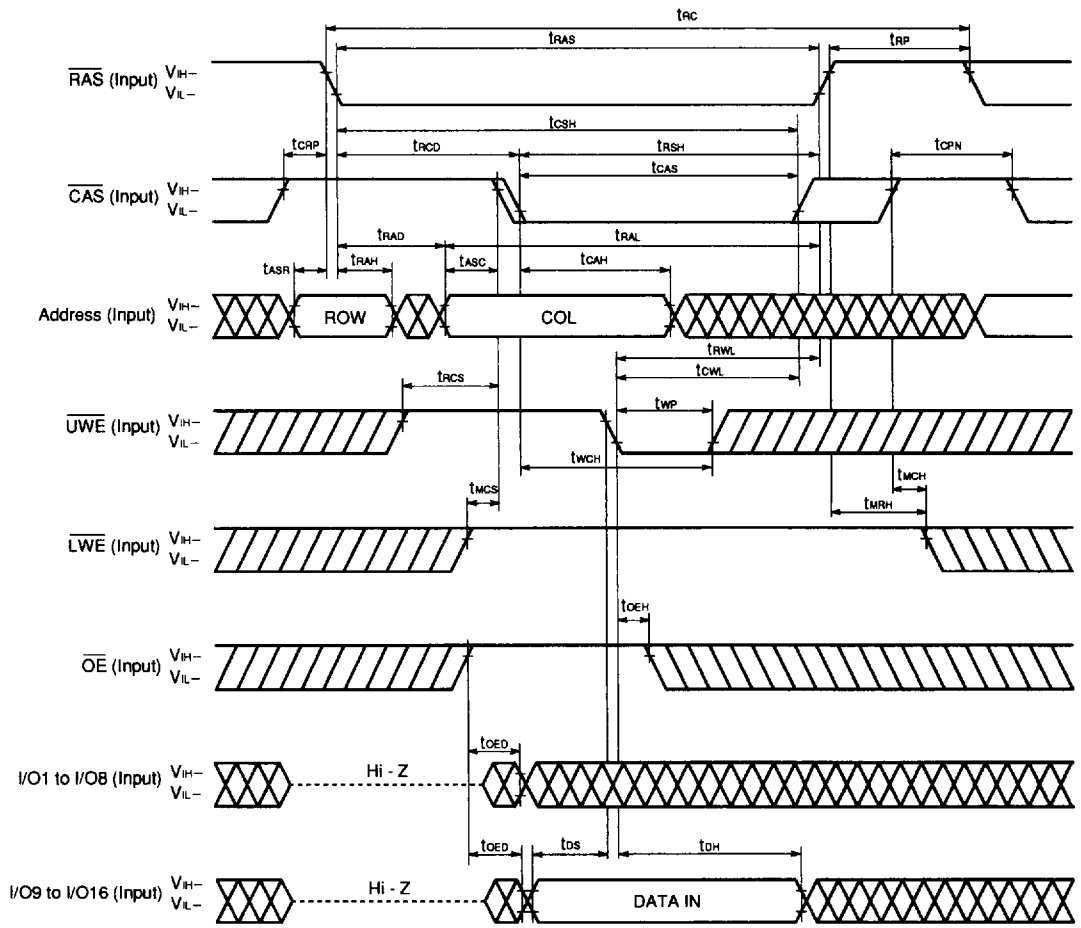 tRC
tRAS
tRP
RAS (Input) VIH–
VIL–
tCSH
tCRP
tRCD
tRSH
tCPN
tCAS
CAS (Input) VIH–
VIL–
tRAD
tRAL
tASR
tRAH
tASC
tCAH
Address (Input) VIH–
VIL–
ROW
COL
tRWL
tCWL
tRCS
tWP
UWE (Input) VIH–
VIL–
tWCH
tMCS
tMCH
tMRH
LWE (Input) VIH–
VIL–
tOEH
OE (Input) VIH–
VIL–
tOED
I/O1 to I/O8 (Input) VIH–
VIL–
Hi - Z
tOED
tDS
tDH
I/O9 to I/O16 (Input) VIH–
VIL–
Hi - Z
DATA IN